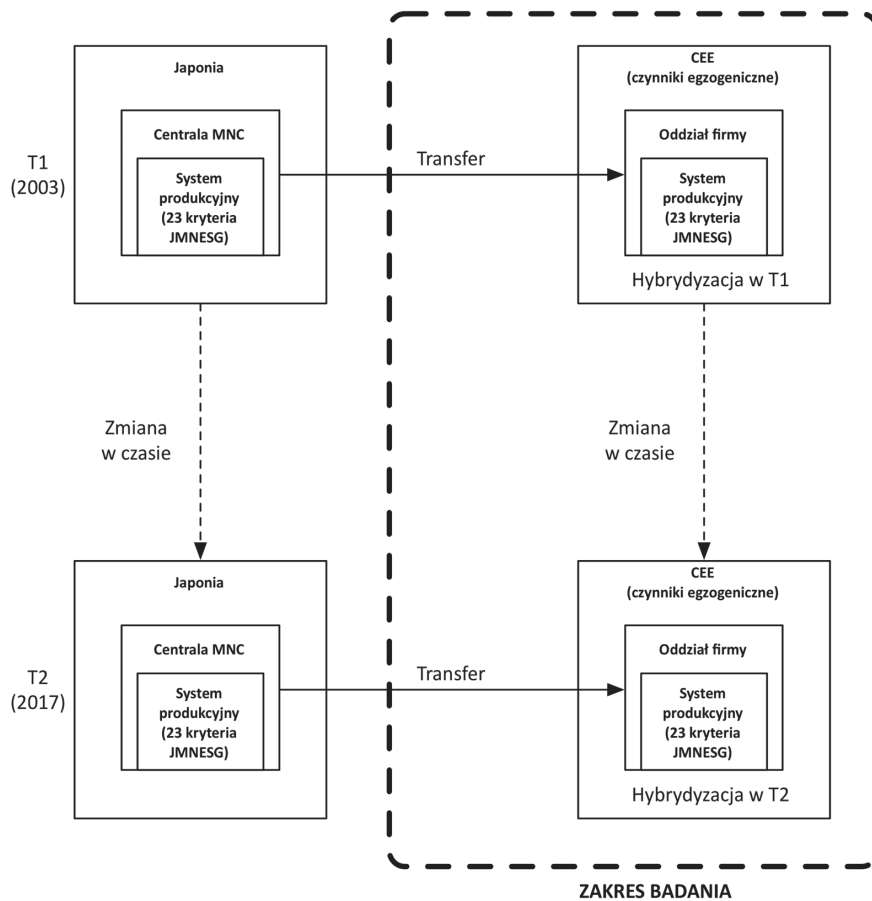 Japonia
Centrala MNC
System
produkcyjny
(23 kryteria
JMNESG)
T1
(2003)
Transfer
CEE
(czynniki egzogeniczne)
Oddział firmy
System
produkcyjny
(23 kryteria
JMNESG)
Hybrydyzacja w T1
Zmiana
w czasie
Zmiana
w czasie
Japonia
Centrala MNC
System
produkcyjny
(23 kryteria
JMNESG)
T2
(2017)
Transfer
CEE
(czynniki egzogeniczne)
Oddział firmy
System
produkcyjny
(23 kryteria
JMNESG)
Hybrydyzacja w T2
ZAKRES BADANIA